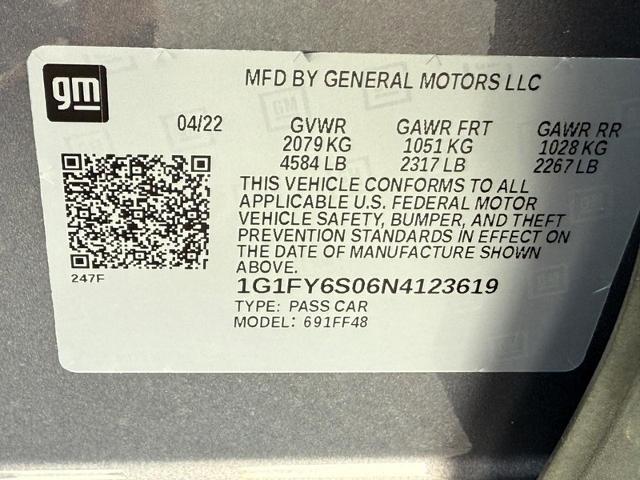 gm
MFD BY GENERAL MOTORS LLC
04/22 GVWR GAWR FRT GAWR RR
2079 KG 1051 KG 1028 KG
4584 LB 2317 LB 2267 LB
THIS VEHICLE CONFORMS TO ALL
APPLICABLE U.S. FEDERAL MOTOR
VEHICLE SAFETY, BUMPER, AND THEFT
PREVENTION STANDARDS IN EFFECT ON
THE DATE OF MANUFACTURE SHOWN
ABOVE.
247F
1G1FY6S06N4123619
TYPE: PASS CAR
MODEL: 691FF48